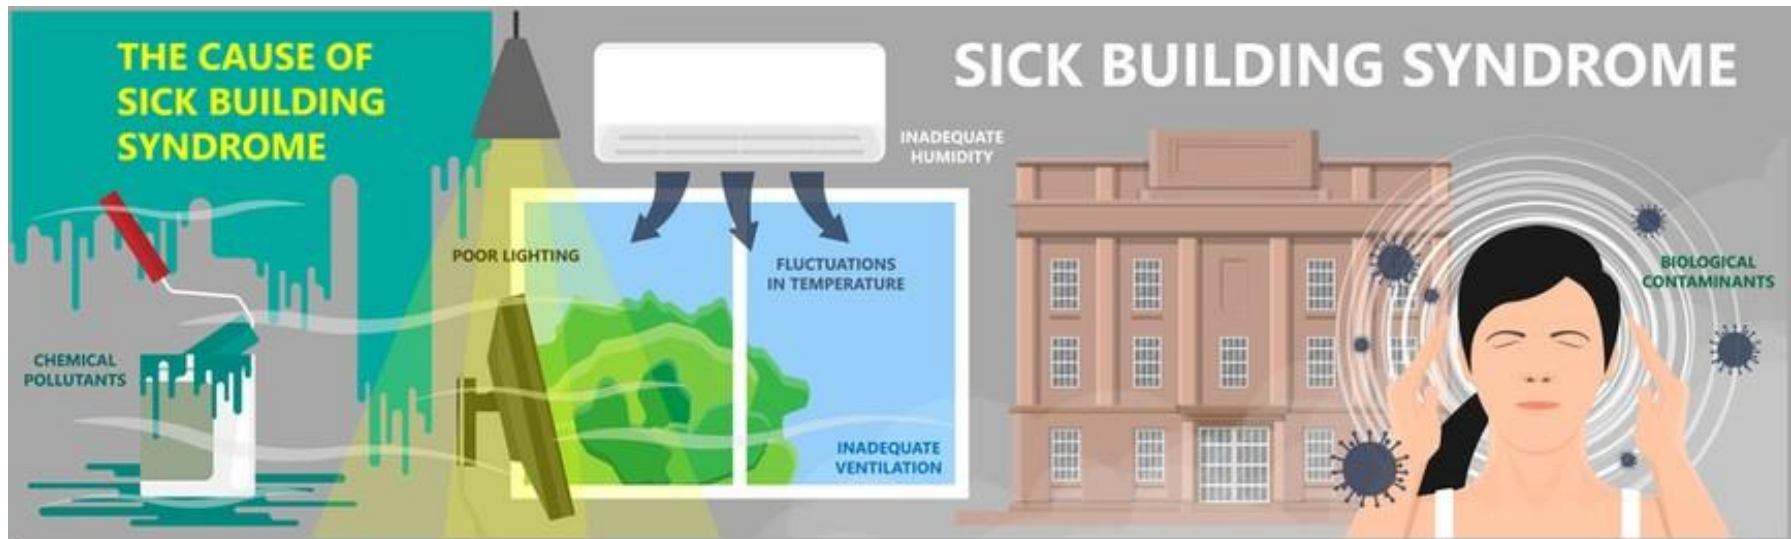 THE CAUSE OF
SICK BUILDING
SYNDROME
SICK BUILDING SYNDROME
INADEQUATE
HUMIDITY
POOR LIGHTING
FLUCTUATIONS
IN TEMPERATURE
BIOLOGICAL
CONTAMINANTS
CHEMICAL
POLLUTANTS
INADEQUATE
VENTILATION